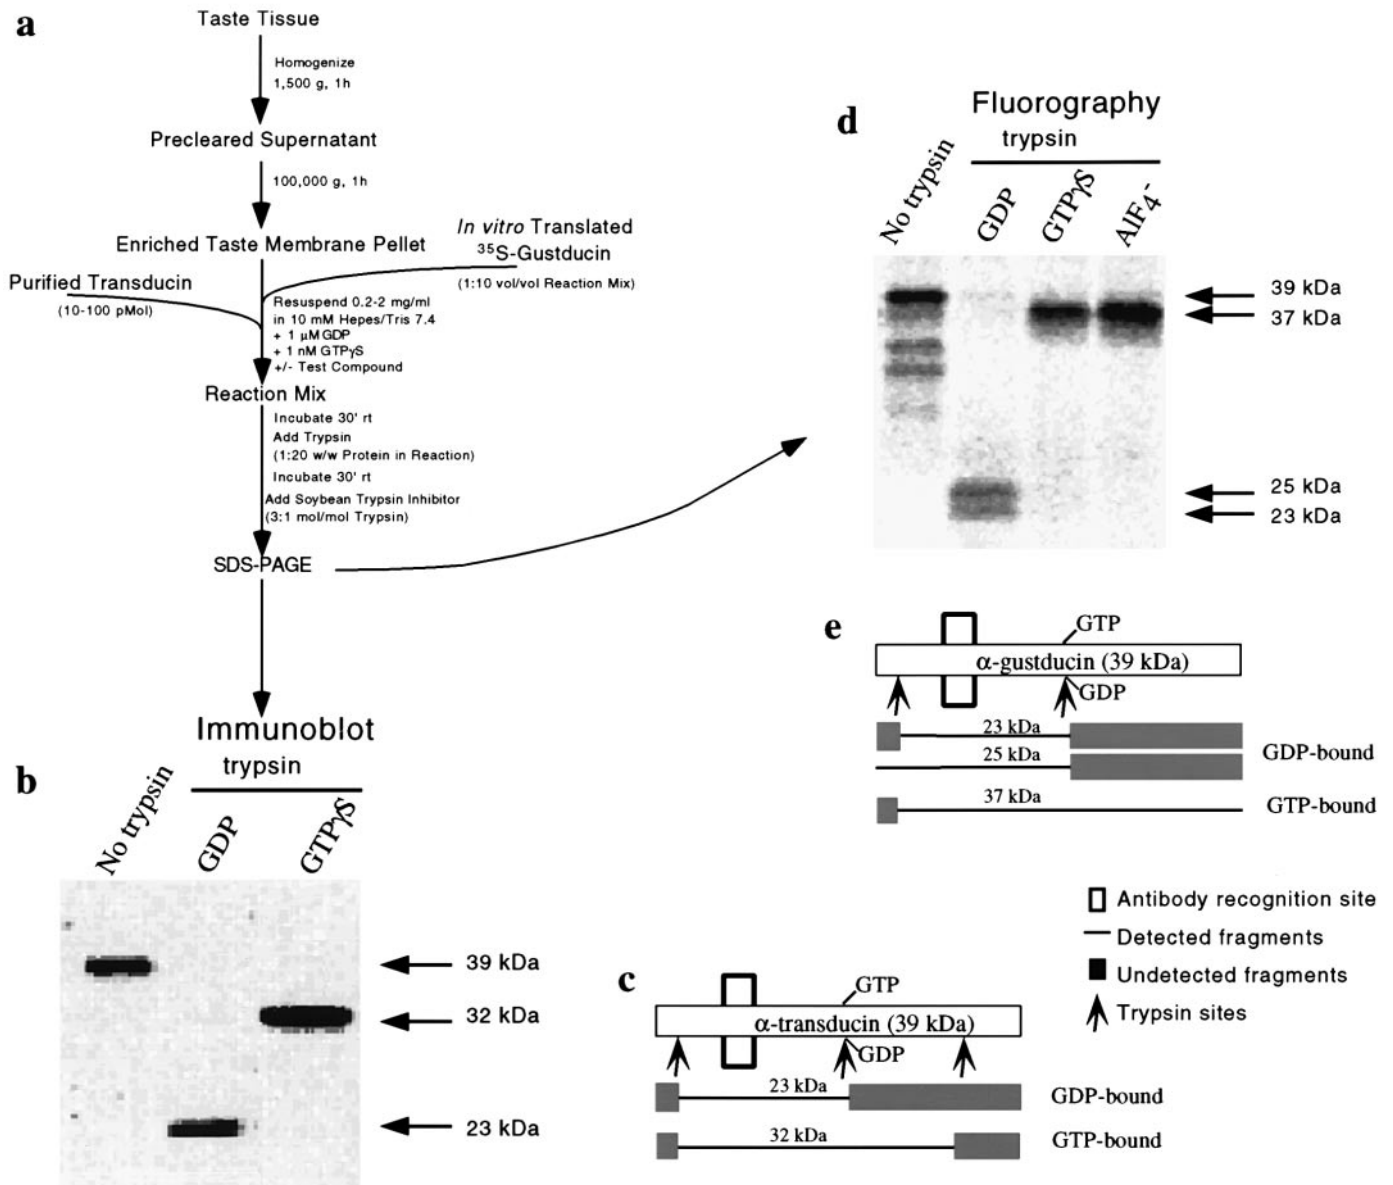 a
Taste Tissue
Homogenize
1,500 g, 1h
Precleared Supernatant
100,000 g, 1h
Enriched Taste Membrane Pellet
In vitro Translated
35S-Gustducin
(1:10 vol/vol Reaction Mix)
Purified Transducin
(10-100 pMol)
Resuspend 0.2-2 mg/ml
in 10 mM Hepes/Tris 7.4
+ 1 µM GDP
+ 1 nM GTPγS
+/- Test Compound
Reaction Mix
Incubate 30' rt
Add Trypsin
(1:20 w/w Protein in Reaction)
Incubate 30' rt
Add Soybean Trypsin Inhibitor
(3:1 mol/mol Trypsin)
SDS-PAGE
b
Immunoblot
trypsin
No trypsin
GDP
GTPγS
39 kDa
32 kDa
23 kDa
c
GTP
α-transducin (39 kDa)
GDP
23 kDa
GDP-bound
32 kDa
GTP-bound
d
Fluorography
trypsin
No trypsin
GDP
GTPγS
AlF4-
39 kDa
37 kDa
25 kDa
23 kDa
e
GTP
α-gustducin (39 kDa)
GDP
23 kDa
25 kDa
GDP-bound
37 kDa
GTP-bound
Antibody recognition site
Detected fragments
Undetected fragments
Trypsin sites